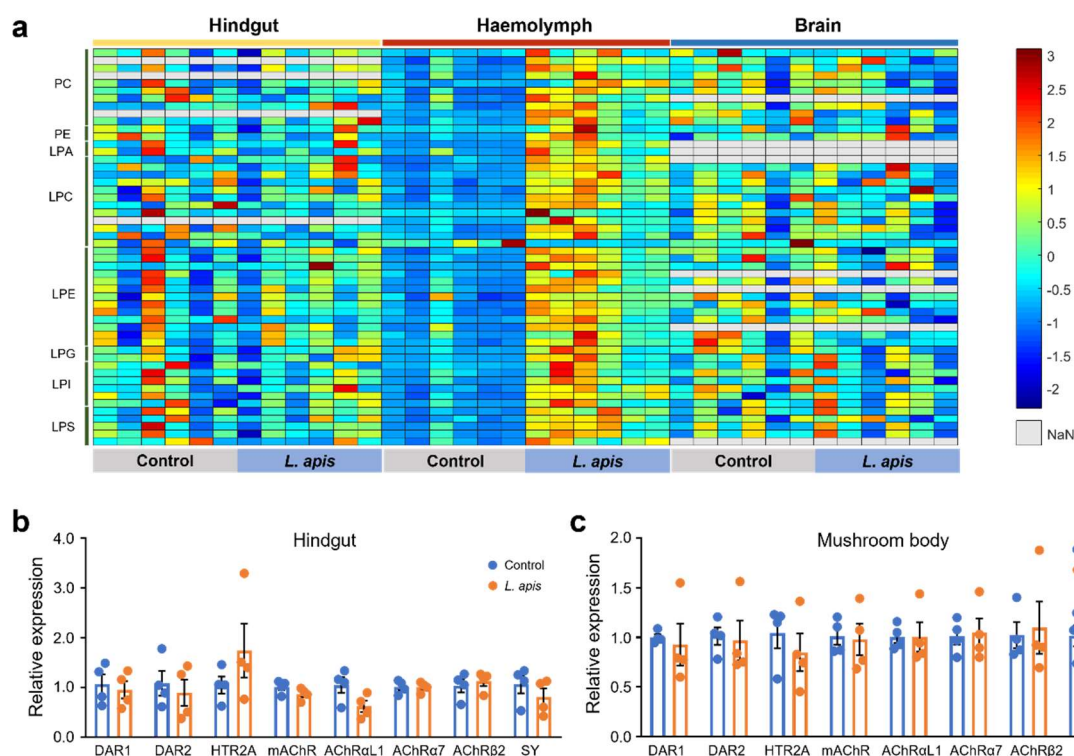 a
Hindgut Haemolymph Brain
PC
PE
LPA
LPC
LPE
LPG
LPI
LPS
3
2
1.5
1
0.5
0
-0.5
-1
-1.5
-2
NaN
Control L. apis Control L. apis Control L. apis
b
Hindgut
Control
L. apis
Relative expression
4.0
3.0
2.0
1.0
0.0
DAR1 DAR2 HTR2A mAChR AChRαL1 AChRα7 AChRβ2 SY
c
Mushroom body
Relative expression
2.0
1.5
1.0
0.5
0.0
DAR1 DAR2 HTR2A mAChR AChRαL1 AChRα7 AChRβ2